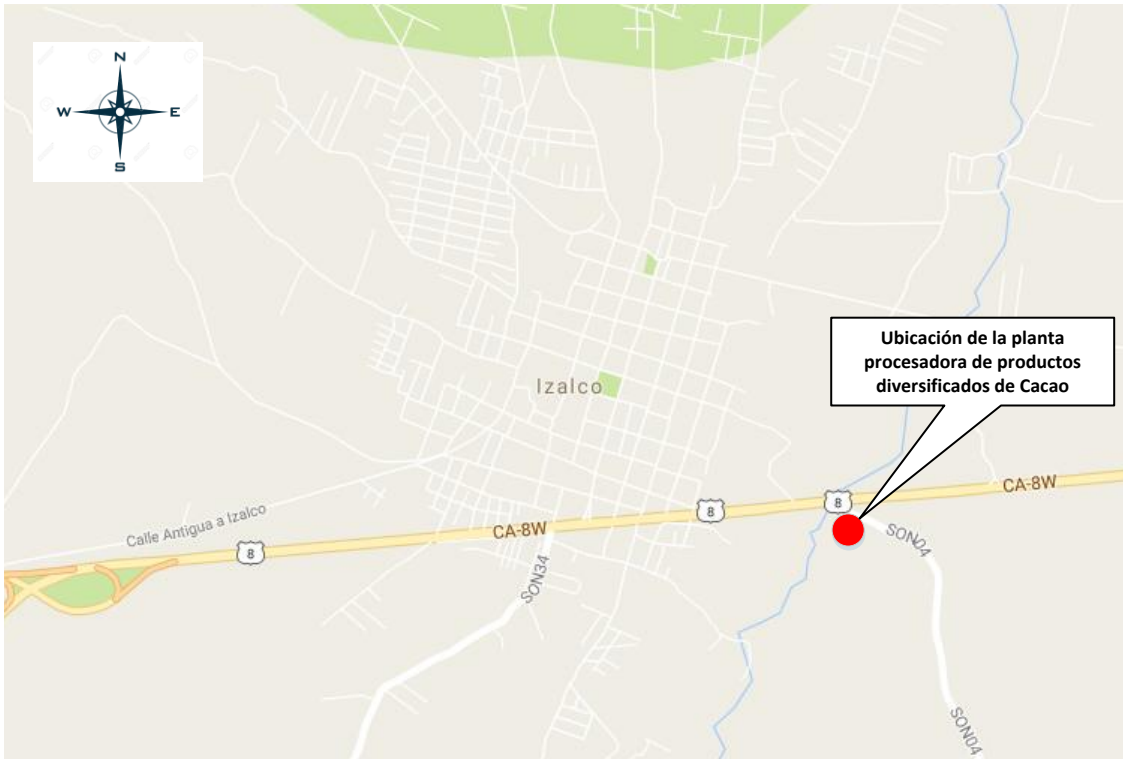 N
W
E
S
Ubicación de la planta
procesadora de productos
diversificados de Cacao
Izalco
CA-8W
8
8
CA-8W
8
Calle Antigua a Izalco
SON04
SON34
SON04